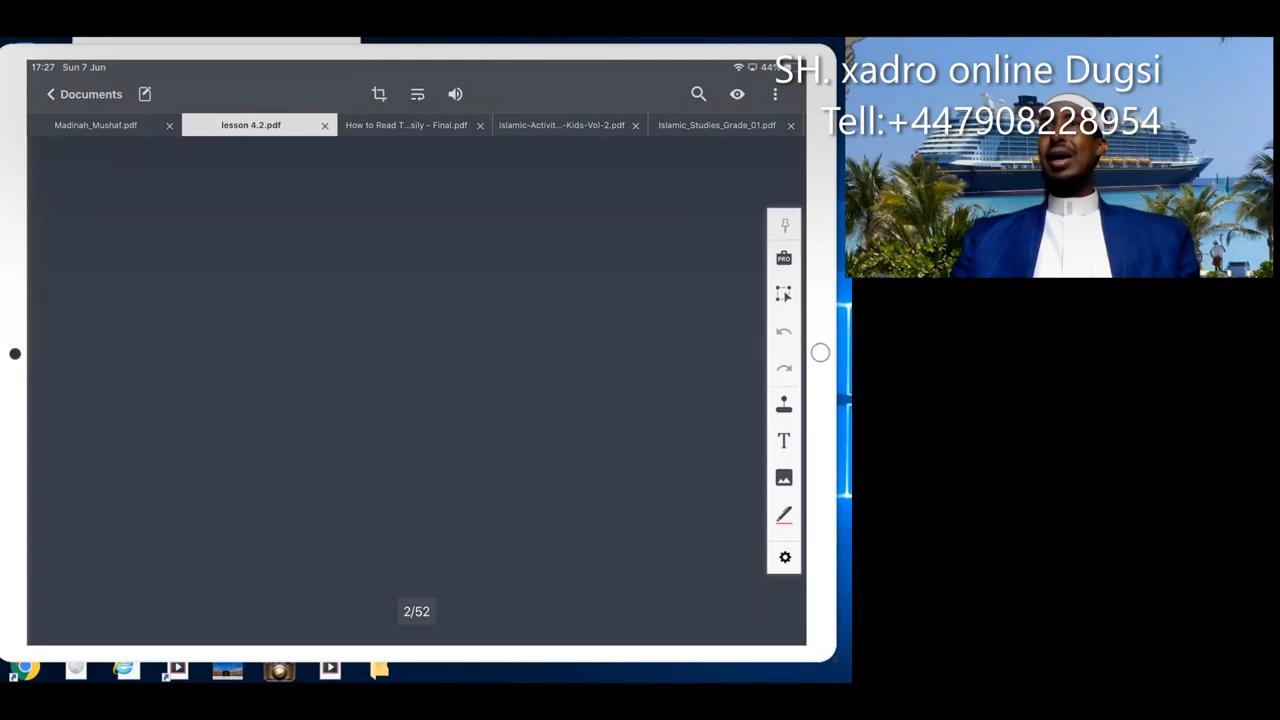 SH. xadro online Dugsi
Tell:+447908228954
17:27 Sun 7 Jun
44%
Documents
Madinah_Mushaf.pdf
lesson 4.2.pdf
How to Read T...sily - Final.pdf
Islamic-Activit...-Kids-Vol-2.pdf
Islamic_Studies_Grade_01.pdf
PRO
T
2/52